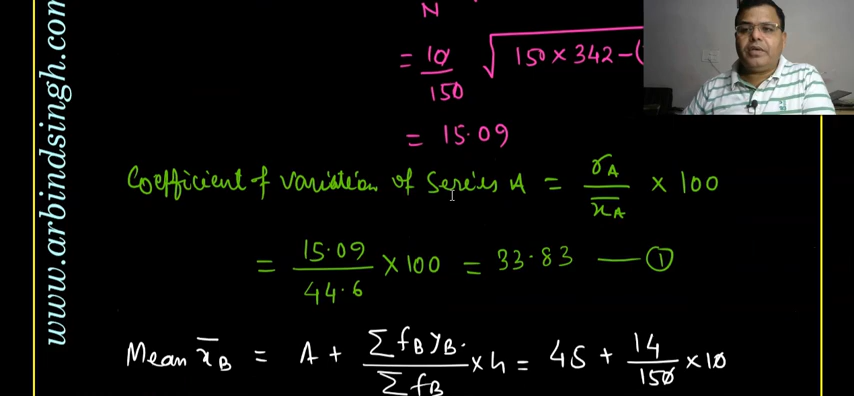 www.arbindsingh.com
N
= 10/150 √ 150 × 342 − (
= 15.09
Coefficient of variation of Series A = σA/x̄A × 100
= 15.09/44.6 × 100 = 33.83 —— ①
Mean x̄B = A + ΣfByB/ΣfB × h = 45 + 14/150 × 10